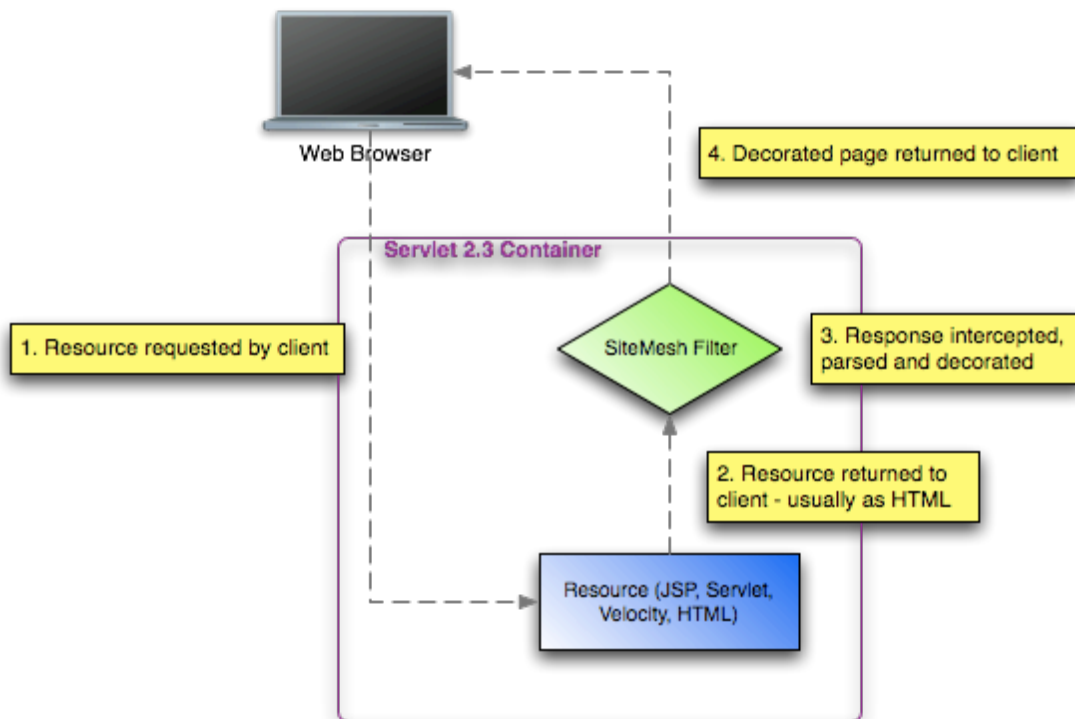 Web Browser
4. Decorated page returned to client
Servlet 2.3 Container
1. Resource requested by client
SiteMesh Filter
3. Response intercepted,
parsed and decorated
2. Resource returned to
client - usually as HTML
Resource (JSP, Servlet,
Velocity, HTML)